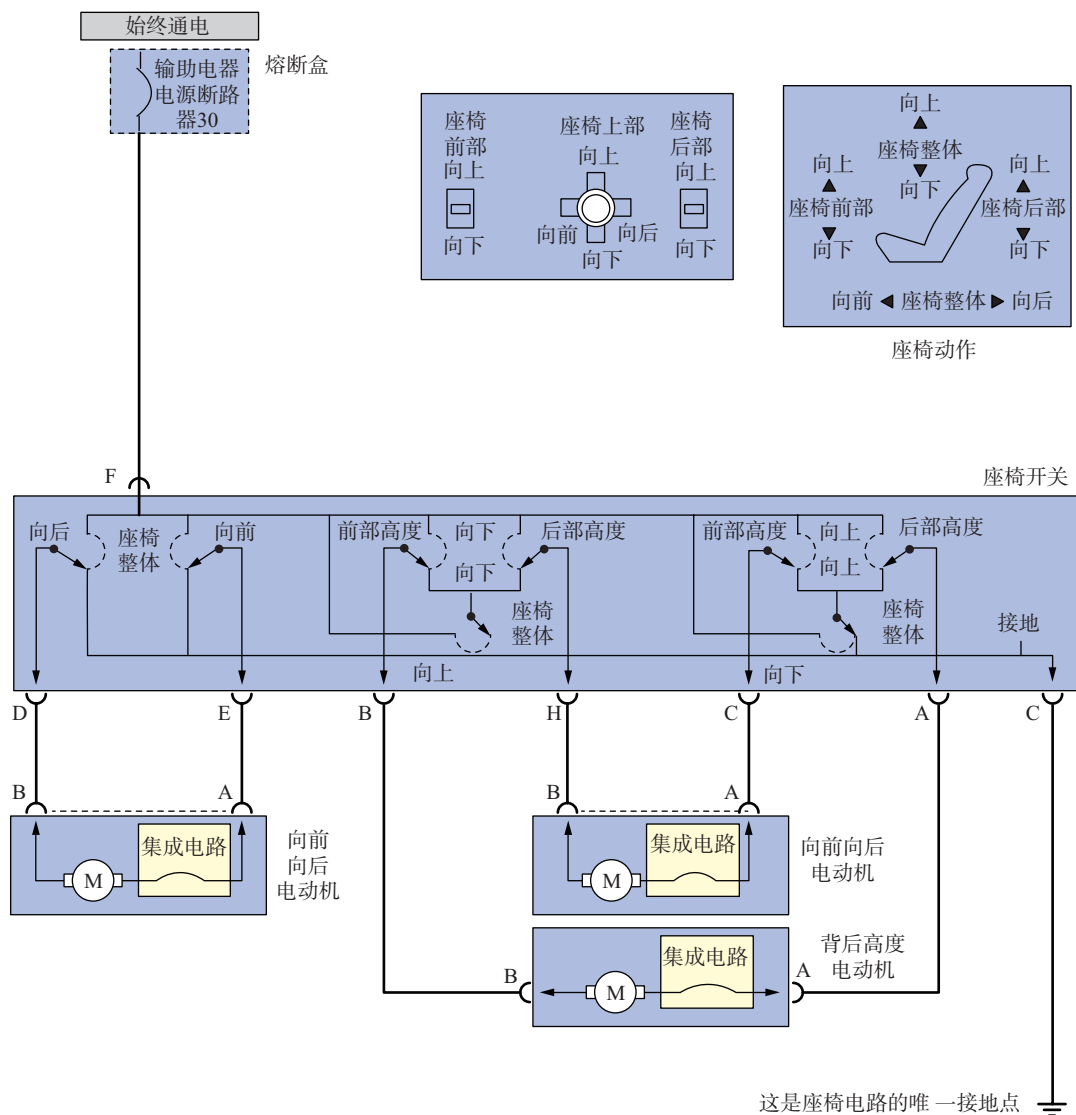 始终通电
输助电器
电源断路
器30
熔断盒
座椅
前部
向上
向下
座椅上部
向上
向前
向后
向下
座椅
后部
向上
向下
向上
座椅整体
向下
向上
座椅前部
向下
向上
座椅后部
向下
向前
座椅整体
向后
座椅动作
F
座椅开关
向后
座椅
整体
向前
前部高度
向下
后部高度
向下
座椅
整体
前部高度
向上
后部高度
向上
座椅
整体
接地
向上
向下
D
E
B
H
C
A
C
B
A
集成电路
M
向前
向后
电动机
B
A
集成电路
M
向前向后
电动机
B
集成电路
M
A
背后高度
电动机
这是座椅电路的唯 一接地点